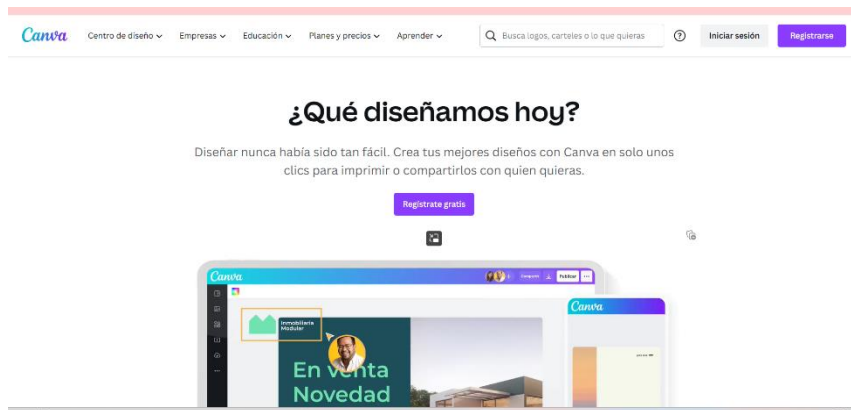 Canva
Centro de diseño
Empresas
Educación
Planes y precios
Aprender
Busca logos, carteles o lo que quieras
Iniciar sesión
Registrarse
¿Qué diseñamos hoy?
Diseñar nunca había sido tan fácil. Crea tus mejores diseños con Canva en solo unos
clics para imprimir o compartirlos con quien quieras.
Regístrate gratis
Canva
Compartir
Publicar
Canva
Inmobiliaria
Modular
En venta
Novedad